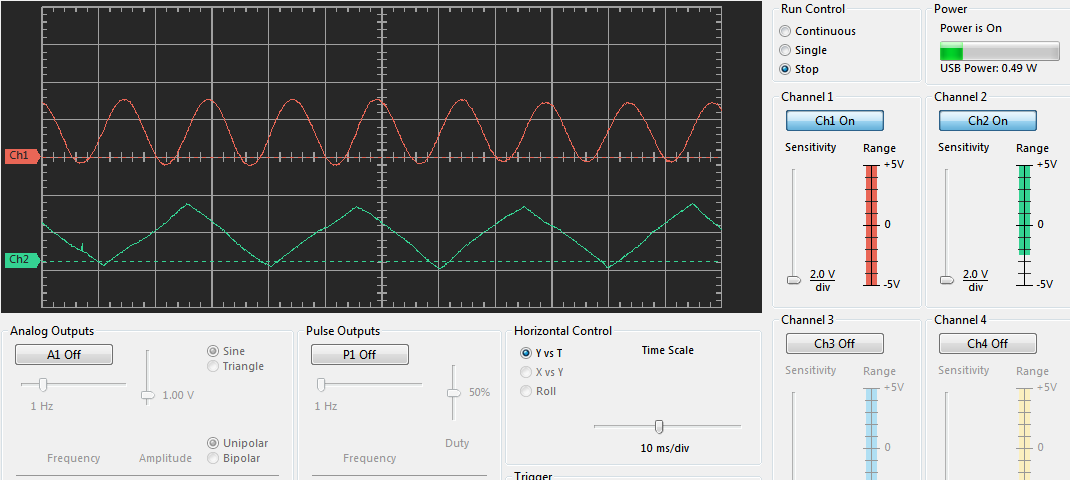 Ch1
Ch2
Run Control
Continuous
Single
Stop
Power
Power is On
USB Power: 0.49 W
Channel 1
Ch1 On
Sensitivity
Range
+5V
0
-5V
2.0 V
div
Channel 2
Ch2 On
Sensitivity
Range
+5V
0
-5V
2.0 V
div
Analog Outputs
A1 Off
Sine
Triangle
1.00 V
1 Hz
Unipolar
Bipolar
Frequency
Amplitude
Pulse Outputs
P1 Off
50%
1 Hz
Duty
Frequency
Horizontal Control
Y vs T
X vs Y
Roll
Time Scale
10 ms/div
Trigger
Channel 3
Ch3 Off
Sensitivity
Range
+5V
0
Channel 4
Ch4 Off
Sensitivity
Range
+5V
0